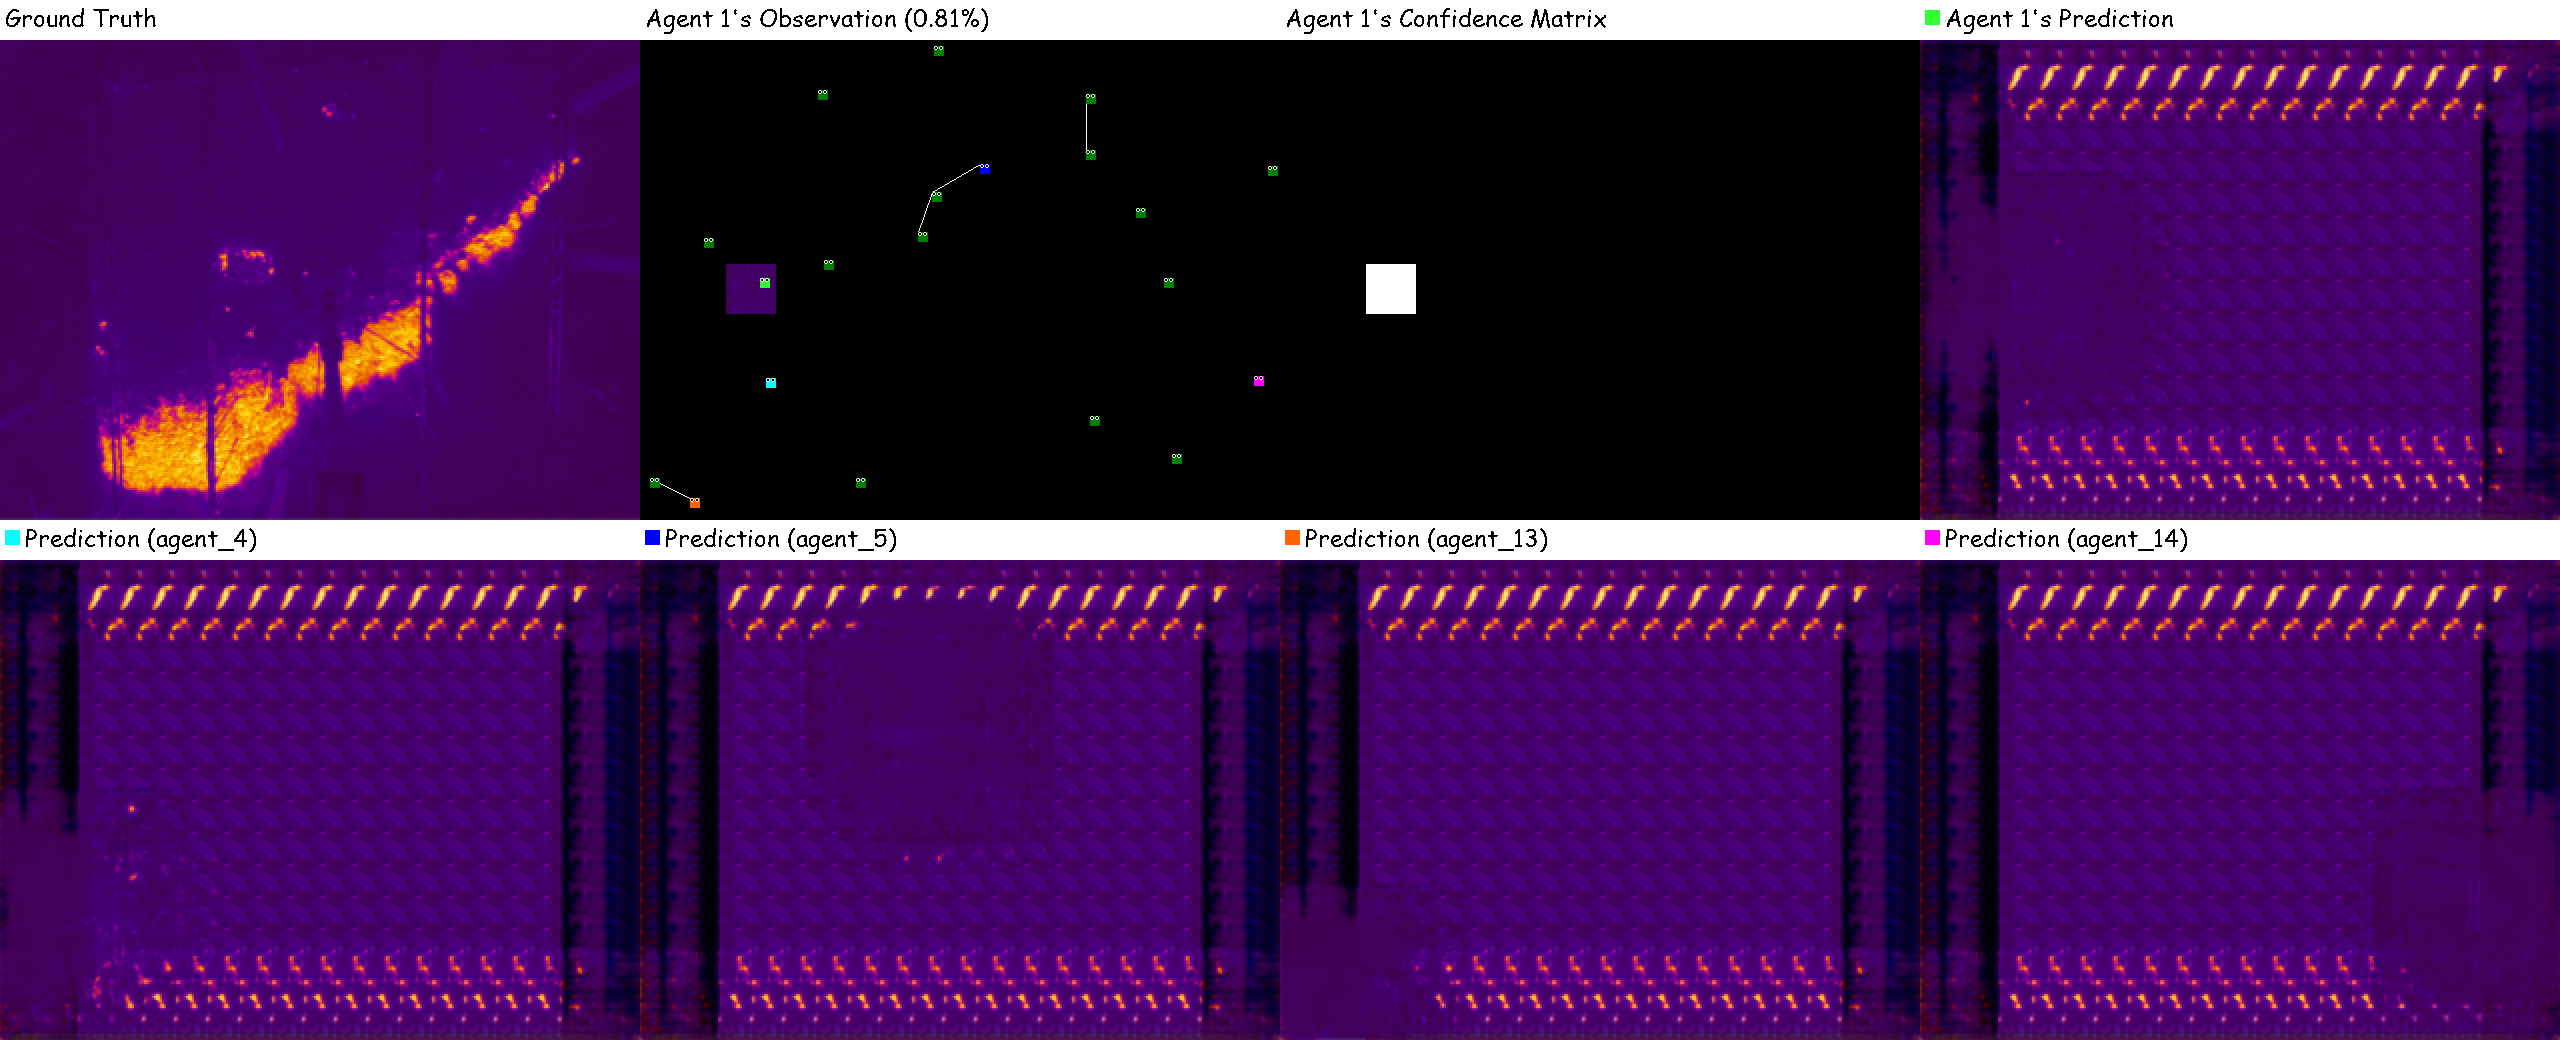 Ground Truth
Agent 1's Observation (0.81%)
Agent 1's Confidence Matrix
Agent 1's Prediction
Prediction (agent_4)
Prediction (agent_5)
Prediction (agent_13)
Prediction (agent_14)